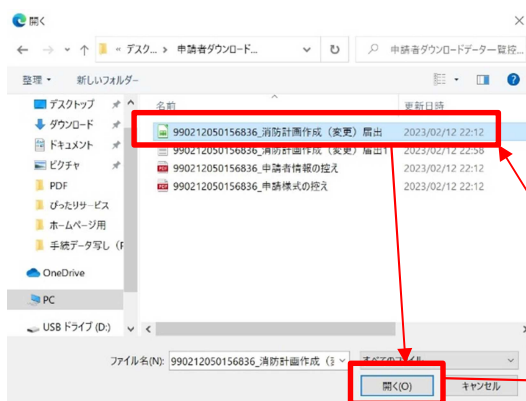 開く
デスク... › 申請者ダウンロード...
申請者ダウンロードデータ一覧控...
整理
新しいフォルダー
デスクトップ
ダウンロード
ドキュメント
ピクチャ
PDF
ぴったりサービス
ホームページ用
手続データ写し（F
OneDrive
PC
USB ドライブ (D:)
名前
更新日時
990212050156836_消防計画作成（変更）届出
2023/02/12 22:12
990212050156836_消防計画作成（変更）届出1
2023/02/12 22:58
990212050156836_申請者情報の控え
2023/02/12 22:12
990212050156836_申請様式の控え
2023/02/12 22:12
ファイル名(N):
990212050156836_消防計画作成（
すべてのファイル
開く(O)
キャンセル